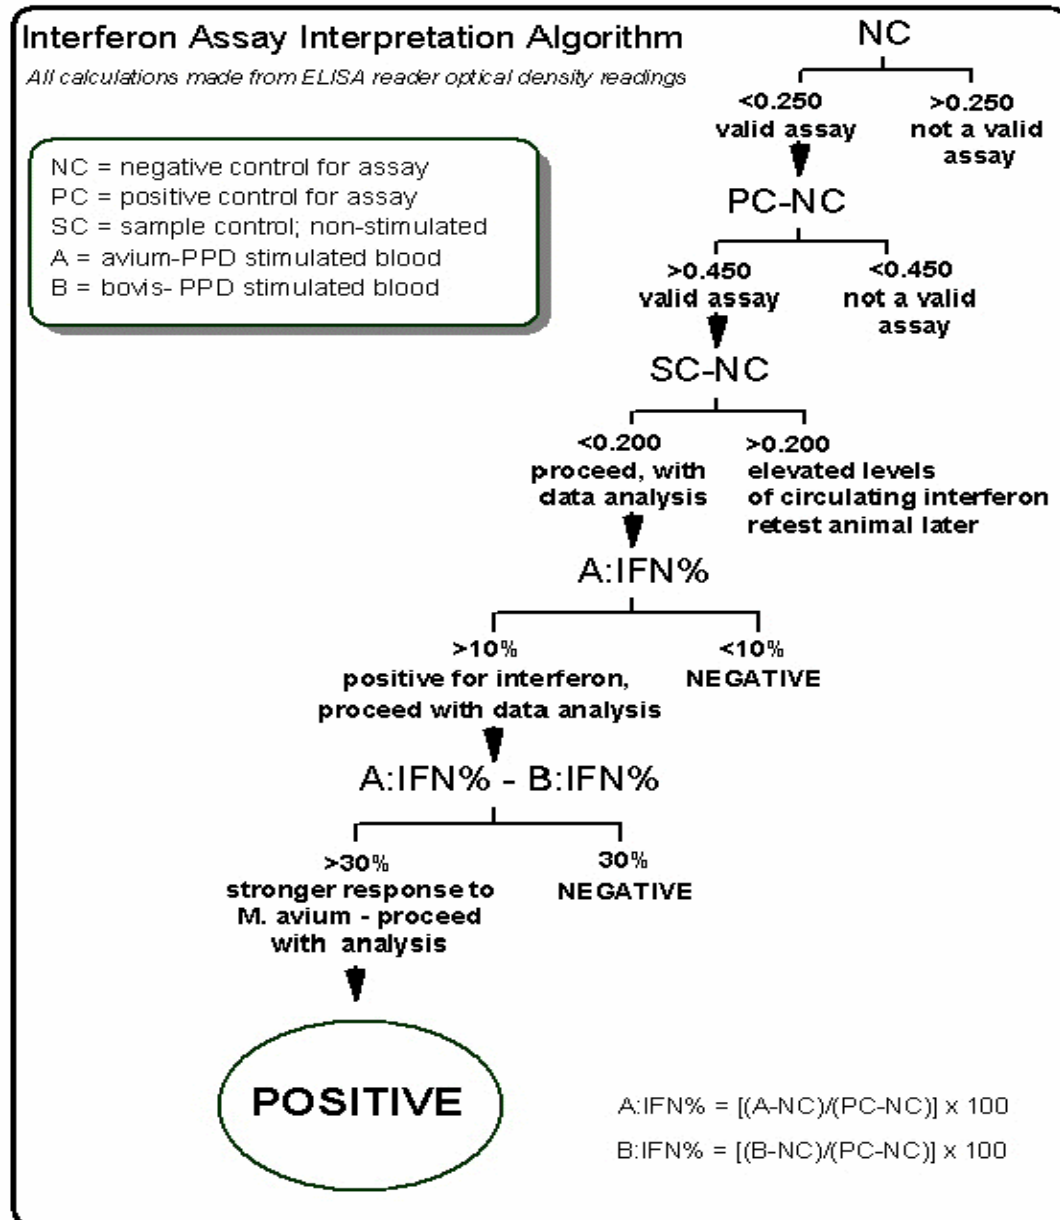 Interferon Assay Interpretation Algorithm
All calculations made from ELISA reader optical density readings
NC = negative control for assay
PC = positive control for assay
SC = sample control; non-stimulated
A = avium-PPD stimulated blood
B = bovis- PPD stimulated blood
NC
<0.250
valid assay
>0.250
not a valid
assay
PC-NC
>0.450
valid assay
<0.450
not a valid
assay
SC-NC
<0.200
proceed, with
data analysis
>0.200
elevated levels
of circulating interferon
retest animal later
A:IFN%
>10%
positive for interferon,
proceed with data analysis
<10%
NEGATIVE
A:IFN% - B:IFN%
>30%
stronger response to
M. avium - proceed
with analysis
30%
NEGATIVE
POSITIVE
A:IFN% = [(A-NC)/(PC-NC)] x 100
B:IFN% = [(B-NC)/(PC-NC)] x 100